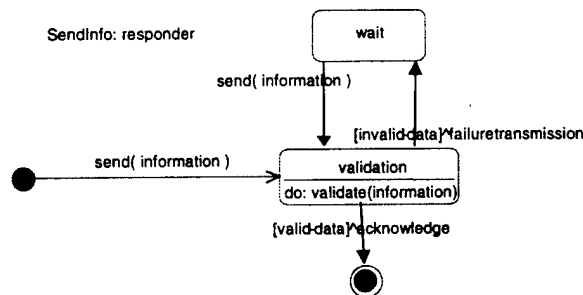 SendInfo: responder
wait
send( information )
[invalid-data]^failuretransmission
send( information )
validation
do: validate(information)
[valid-data]^acknowledge